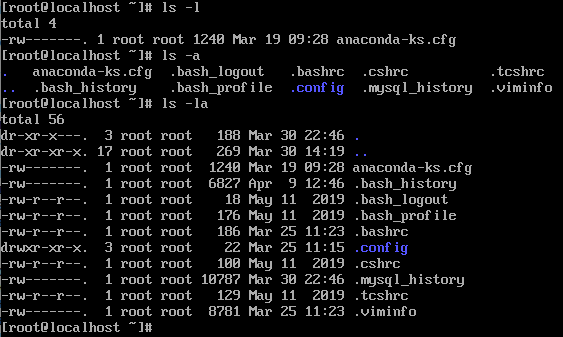 [root@localhost ~]# ls -l
total 4
-rw-------. 1 root root 1240 Mar 19 09:28 anaconda-ks.cfg
[root@localhost ~]# ls -a
.   anaconda-ks.cfg  .bash_logout   .bashrc  .cshrc          .tcshrc
..  .bash_history    .bash_profile  .config  .mysql_history  .viminfo
[root@localhost ~]# ls -la
total 56
dr-xr-x---.  3 root root   188 Mar 30 22:46 .
dr-xr-xr-x. 17 root root   269 Mar 30 14:19 ..
-rw-------.  1 root root  1240 Mar 19 09:28 anaconda-ks.cfg
-rw-------.  1 root root  6827 Apr  9 12:46 .bash_history
-rw-r--r--.  1 root root    18 May 11  2019 .bash_logout
-rw-r--r--.  1 root root   176 May 11  2019 .bash_profile
-rw-r--r--.  1 root root   186 Mar 25 11:23 .bashrc
drwxr-xr-x.  3 root root    22 Mar 25 11:15 .config
-rw-r--r--.  1 root root   100 May 11  2019 .cshrc
-rw-------.  1 root root 10787 Mar 30 22:46 .mysql_history
-rw-r--r--.  1 root root   129 May 11  2019 .tcshrc
-rw-------.  1 root root  8781 Mar 25 11:23 .viminfo
[root@localhost ~]#